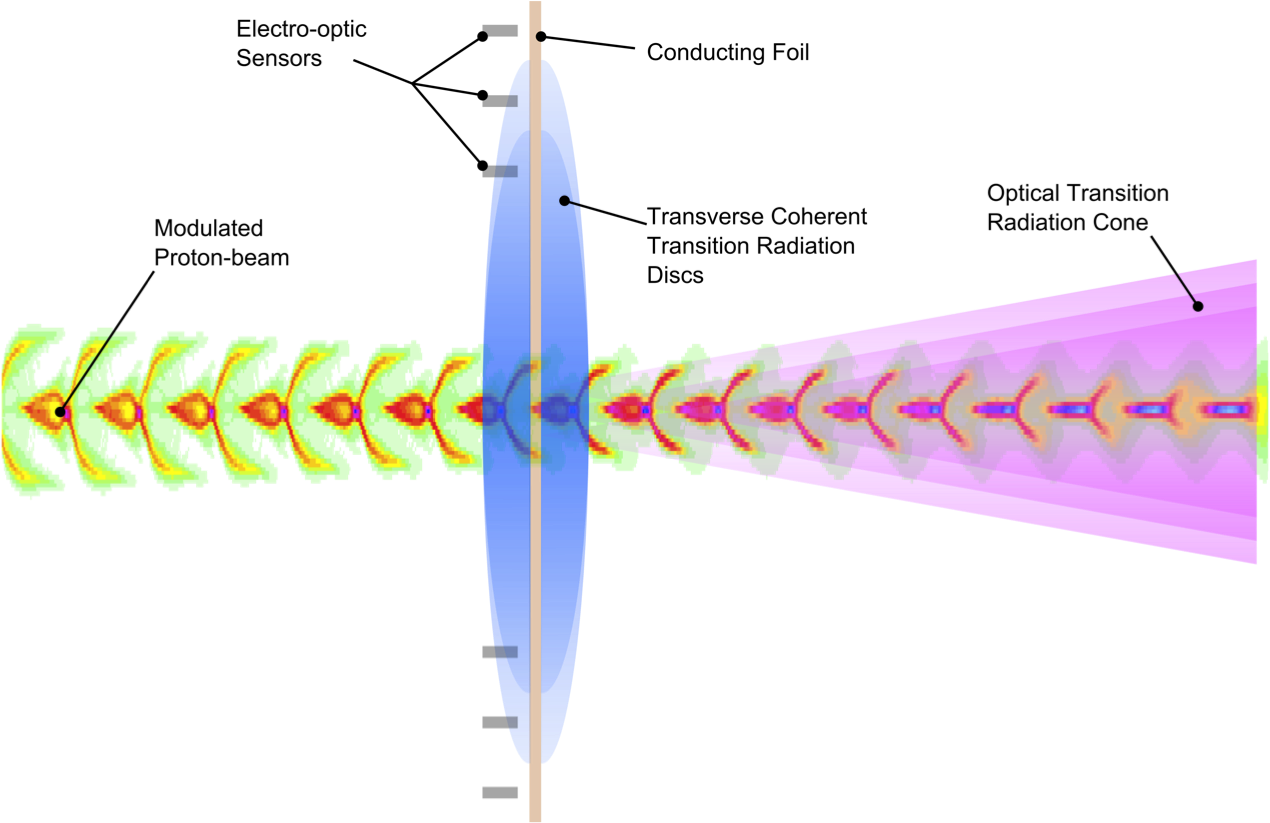 Electro-optic
Sensors
Conducting Foil
Modulated
Proton-beam
Transverse Coherent
Transition Radiation
Discs
Optical Transition
Radiation Cone